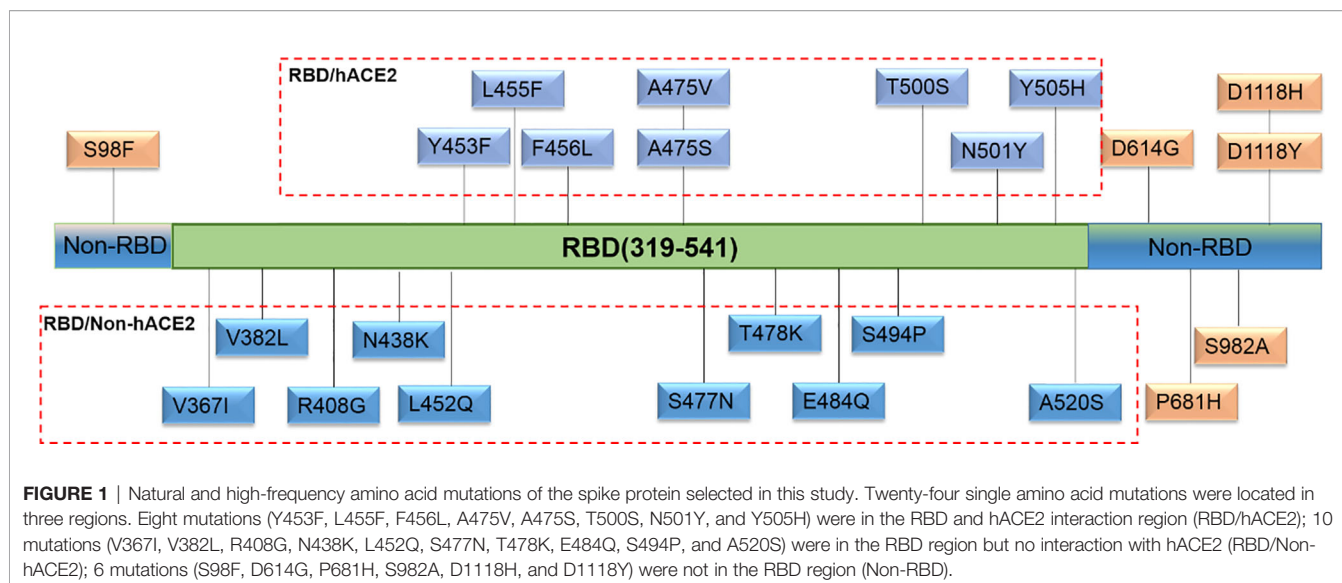 RBD/hACE2
L455F
A475V
T500S
Y505H
D1118H
S98F
Y453F
F456L
A475S
N501Y
D614G
D1118Y
Non-RBD
RBD(319-541)
Non-RBD
RBD/Non-hACE2
V382L
N438K
T478K
S494P
S982A
V367I
R408G
L452Q
S477N
E484Q
A520S
P681H
FIGURE 1 | Natural and high-frequency amino acid mutations of the spike protein selected in this study. Twenty-four single amino acid mutations were located in
three regions. Eight mutations (Y453F, L455F, F456L, A475V, A475S, T500S, N501Y, and Y505H) were in the RBD and hACE2 interaction region (RBD/hACE2); 10
mutations (V367I, V382L, R408G, N438K, L452Q, S477N, T478K, E484Q, S494P, and A520S) were in the RBD region but no interaction with hACE2 (RBD/Non-
hACE2); 6 mutations (S98F, D614G, P681H, S982A, D1118H, and D1118Y) were not in the RBD region (Non-RBD).